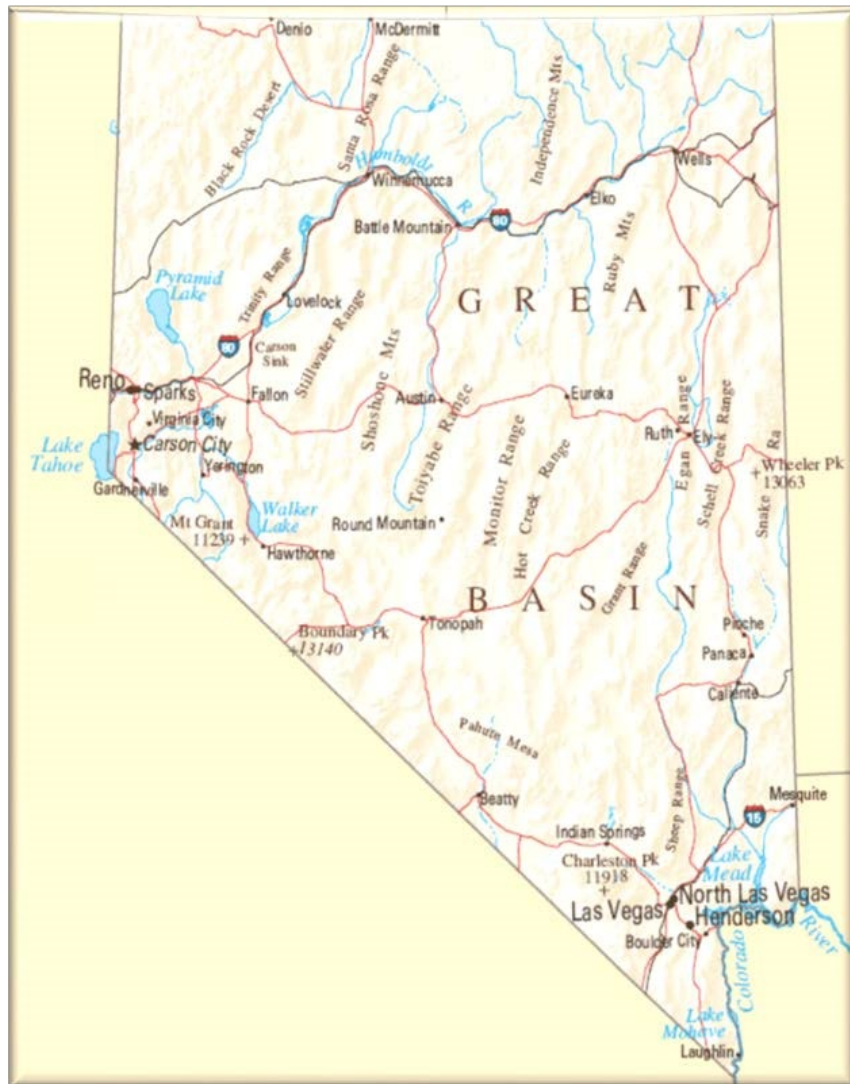 Denio
McDermitt
Black Rock Desert
Santa Rosa Range
Independence Mts
Humboldt
R
Winnemucca
Wells
Elko
Battle Mountain
80
Ruby Mts
Pyramid
Lake
Trinity Range
Lovelock
GREAT
Stillwater Range
80
Carson
Sink
Shoshone Mts
Reno
Sparks
Fallon
Austin
Eureka
Toiyabe Range
Virginia City
Carson City
Lake
Tahoe
Yerington
Gardnerville
Monitor Range
Hot Creek Range
Ruth
Ely
Egan Range
Schell Creek Range
Snake Ra
Wheeler Pk
13063
Walker
Lake
Mt Grant
11239
Round Mountain
Hawthorne
Grant Range
BASIN
Boundary Pk
13140
Tonopah
Pioche
Panaca
Caliente
Pahute Mesa
Beatty
Mesquite
15
Indian Springs
Sheep Range
Charleston Pk
11918
Lake
Mead
North Las Vegas
Las Vegas
Henderson
Boulder City
Colorado
River
Lake
Mohave
Laughlin